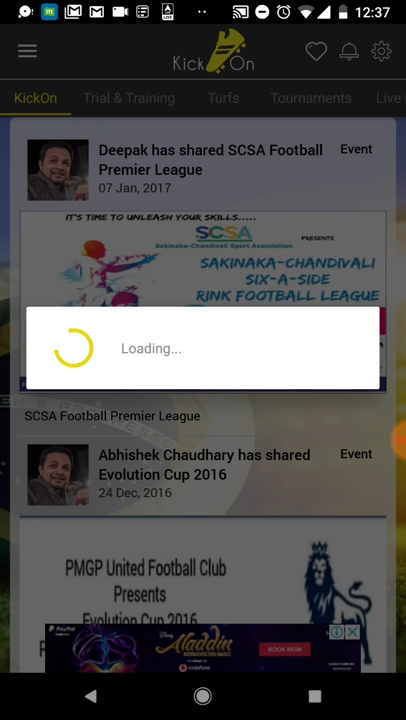 12:37
Kick On
KickOn Trial & Training Turfs Tournaments Live
Deepak has shared SCSA Football Premier League
Event
07 Jan, 2017
IT'S TIME TO UNLEASH YOUR SKILLS.....
SCSA
PRESENTS
Sakinaka-Chandivali Sport Association
SAKINAKA-CHANDIVALI
SIX-A-SIDE
RINK FOOTBALL LEAGUE
Loading...
SCSA Football Premier League
Abhishek Chaudhary has shared
Evolution Cup 2016
Event
24 Dec, 2016
PMGP United Football Club
Presents
Evolution Cup 2016
PayPal
Disney
Aladdin
vodafone
BOOK NOW